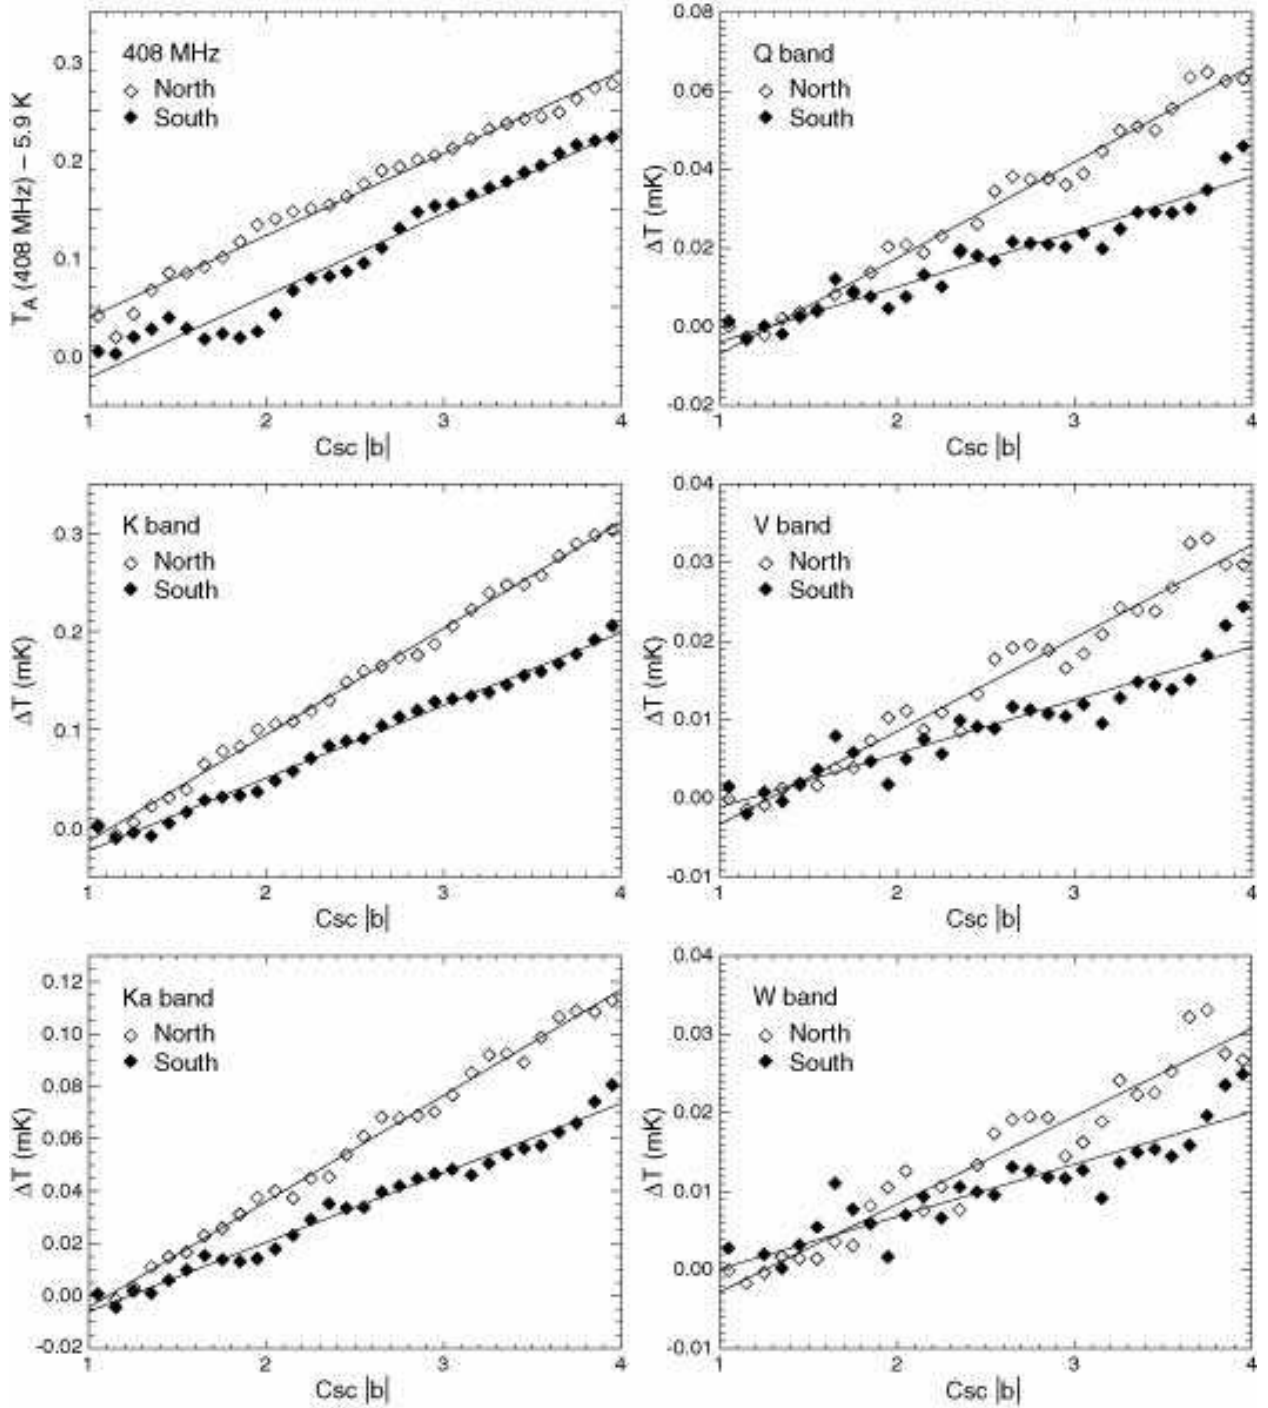 408 MHz
North
South
0.3
0.2
0.1
0.0
T_A (408 MHz) – 5.9 K
1 2 3 4
Csc |b|
Q band
North
South
0.08
0.06
0.04
0.02
0.00
-0.02
ΔT (mK)
1 2 3 4
Csc |b|
K band
North
South
0.3
0.2
0.1
0.0
ΔT (mK)
1 2 3 4
Csc |b|
V band
North
South
0.04
0.03
0.02
0.01
0.00
-0.01
ΔT (mK)
1 2 3 4
Csc |b|
Ka band
North
South
0.12
0.10
0.08
0.06
0.04
0.02
0.00
-0.02
ΔT (mK)
1 2 3 4
Csc |b|
W band
North
South
0.04
0.03
0.02
0.01
0.00
-0.01
ΔT (mK)
1 2 3 4
Csc |b|